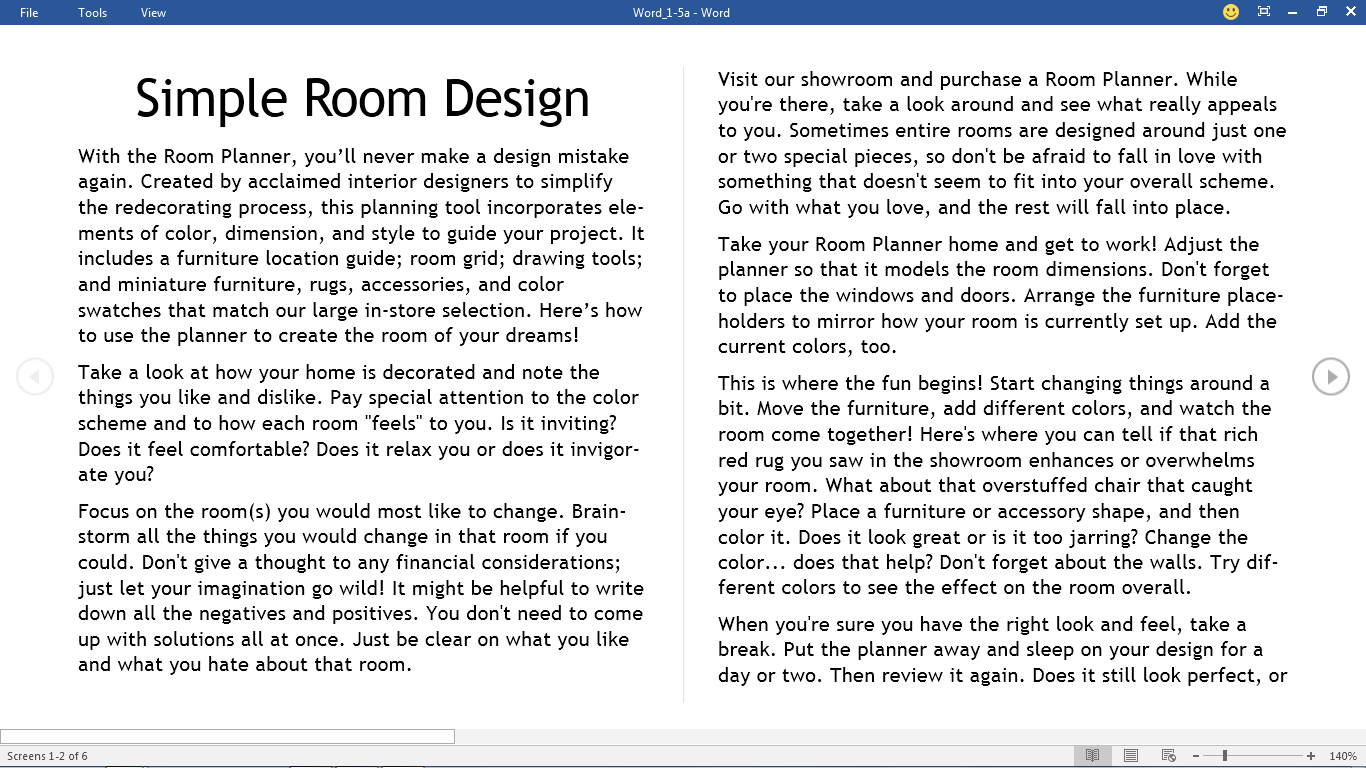 File Tools View Word_1-5a - Word
Simple Room Design
With the Room Planner, you’ll never make a design mistake
again. Created by acclaimed interior designers to simplify
the redecorating process, this planning tool incorporates ele-
ments of color, dimension, and style to guide your project. It
includes a furniture location guide; room grid; drawing tools;
and miniature furniture, rugs, accessories, and color
swatches that match our large in-store selection. Here’s how
to use the planner to create the room of your dreams!
Take a look at how your home is decorated and note the
things you like and dislike. Pay special attention to the color
scheme and to how each room "feels" to you. Is it inviting?
Does it feel comfortable? Does it relax you or does it invigor-
ate you?
Focus on the room(s) you would most like to change. Brain-
storm all the things you would change in that room if you
could. Don't give a thought to any financial considerations;
just let your imagination go wild! It might be helpful to write
down all the negatives and positives. You don't need to come
up with solutions all at once. Just be clear on what you like
and what you hate about that room.
Visit our showroom and purchase a Room Planner. While
you're there, take a look around and see what really appeals
to you. Sometimes entire rooms are designed around just one
or two special pieces, so don't be afraid to fall in love with
something that doesn't seem to fit into your overall scheme.
Go with what you love, and the rest will fall into place.
Take your Room Planner home and get to work! Adjust the
planner so that it models the room dimensions. Don't forget
to place the windows and doors. Arrange the furniture place-
holders to mirror how your room is currently set up. Add the
current colors, too.
This is where the fun begins! Start changing things around a
bit. Move the furniture, add different colors, and watch the
room come together! Here's where you can tell if that rich
red rug you saw in the showroom enhances or overwhelms
your room. What about that overstuffed chair that caught
your eye? Place a furniture or accessory shape, and then
color it. Does it look great or is it too jarring? Change the
color... does that help? Don't forget about the walls. Try dif-
ferent colors to see the effect on the room overall.
When you're sure you have the right look and feel, take a
break. Put the planner away and sleep on your design for a
day or two. Then review it again. Does it still look perfect, or
Screens 1-2 of 6 140%